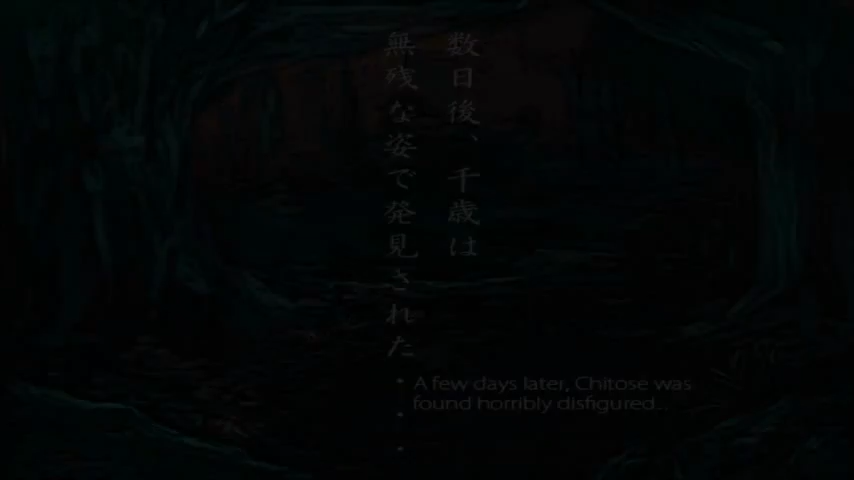 数日後、千歳は
無残な姿で発見された・・・
A few days later, Chitose was
found horribly disfigured...